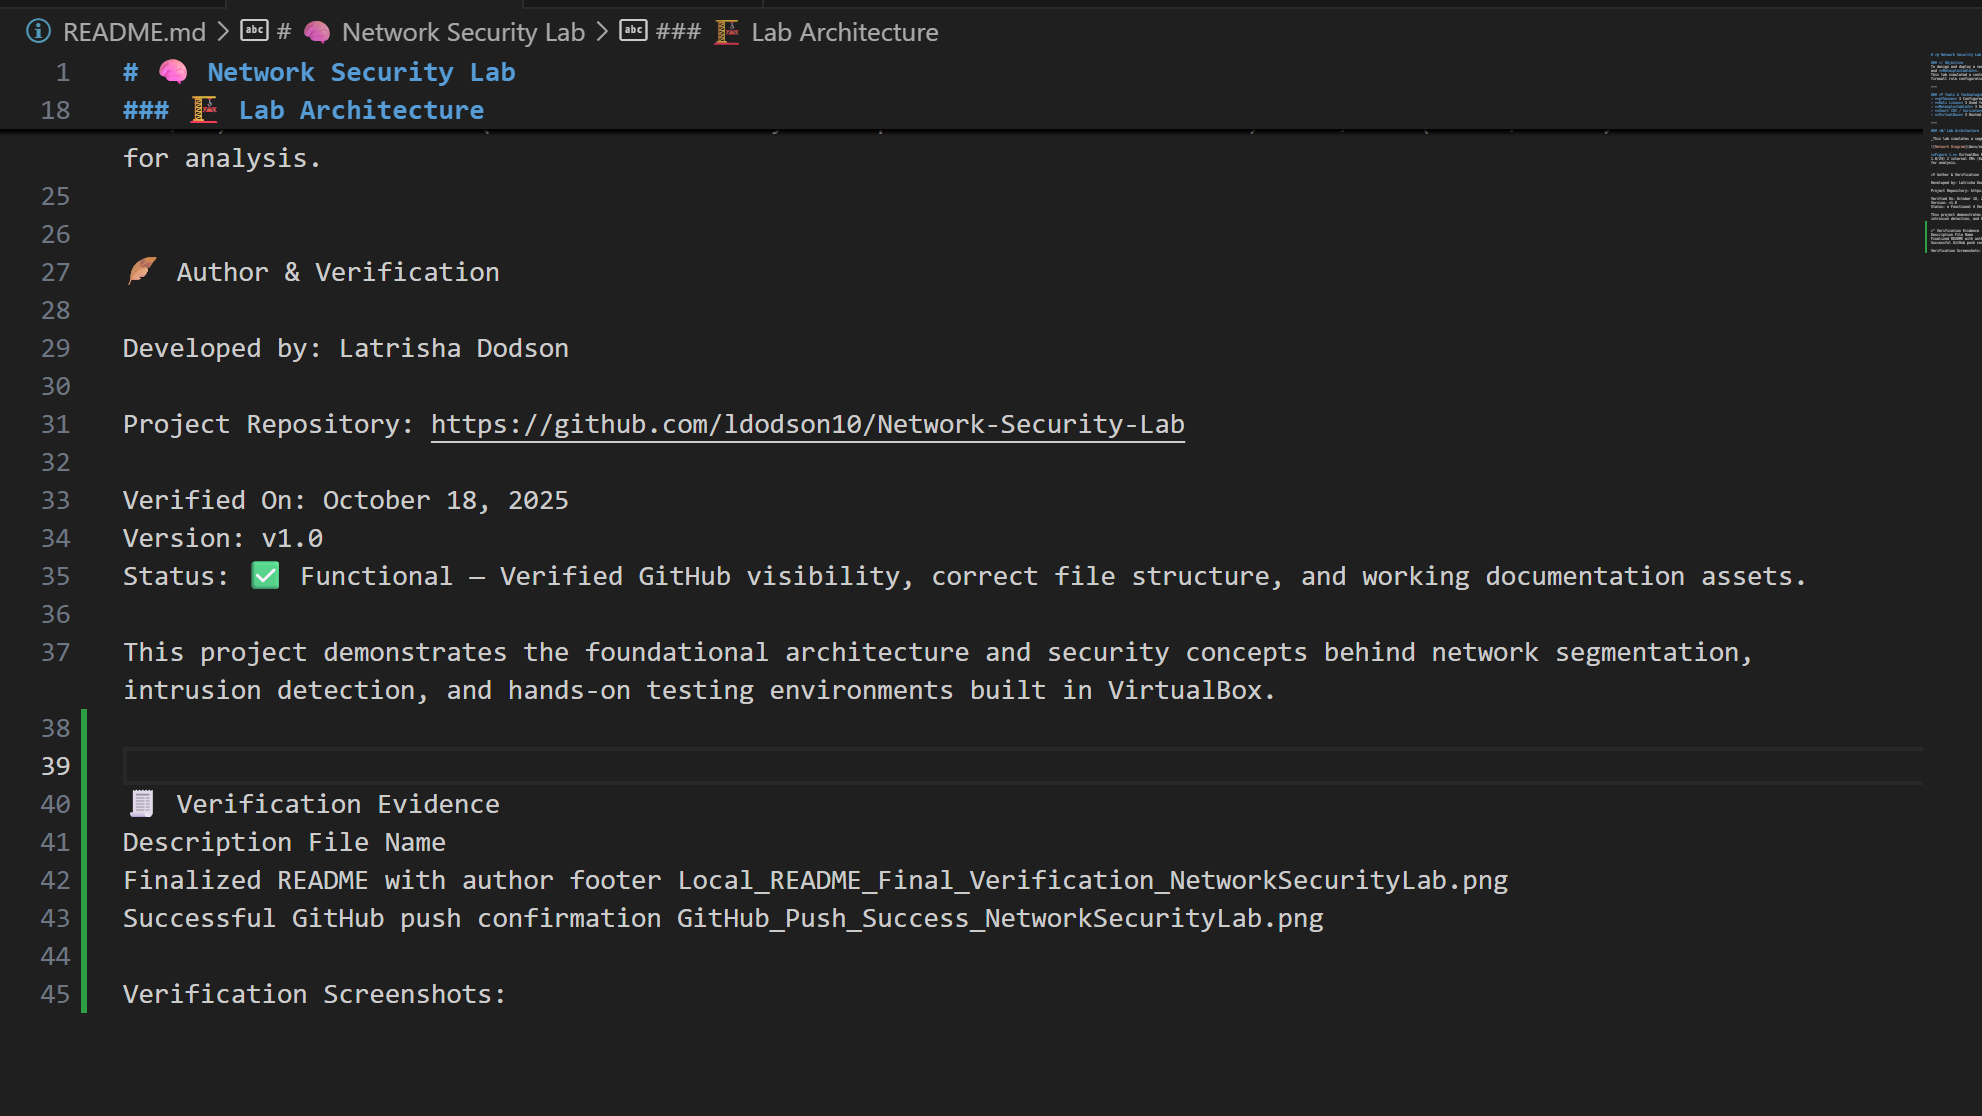 README.md > # 🧠 Network Security Lab > ### 🏗️ Lab Architecture
1 # 🧠 Network Security Lab
18 ### 🏗️ Lab Architecture
for analysis.
25
26
27 🪶 Author & Verification
28
29 Developed by: Latrisha Dodson
30
31 Project Repository: https://github.com/ldodson10/Network-Security-Lab
32
33 Verified On: October 18, 2025
34 Version: v1.0
35 Status: ✅ Functional — Verified GitHub visibility, correct file structure, and working documentation assets.
36
37 This project demonstrates the foundational architecture and security concepts behind network segmentation,
intrusion detection, and hands-on testing environments built in VirtualBox.
38
39
40 🧾 Verification Evidence
41 Description File Name
42 Finalized README with author footer Local_README_Final_Verification_NetworkSecurityLab.png
43 Successful GitHub push confirmation GitHub_Push_Success_NetworkSecurityLab.png
44
45 Verification Screenshots: